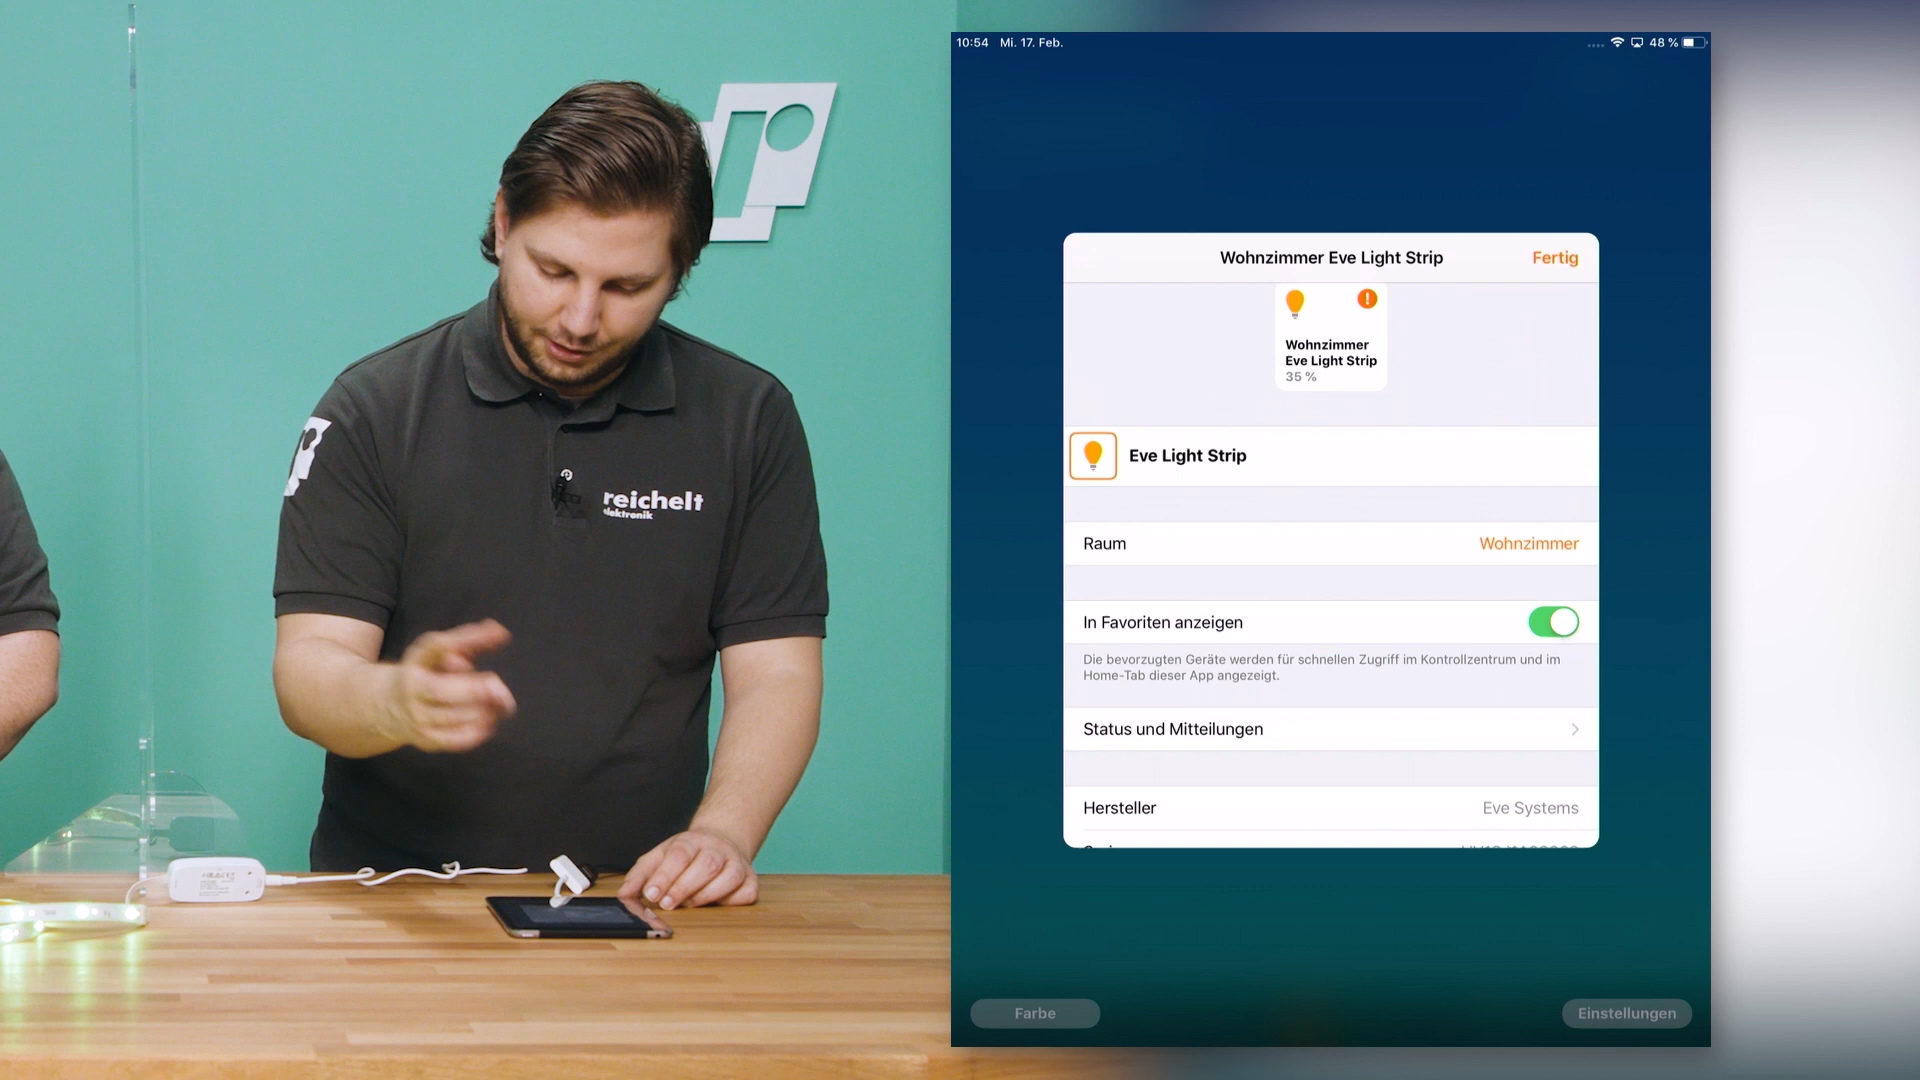 reichelt
elektronik
10:54 Mi. 17. Feb.
48 %
Wohnzimmer Eve Light Strip
Fertig
Wohnzimmer
Eve Light Strip
35 %
Eve Light Strip
Raum
Wohnzimmer
In Favoriten anzeigen
Die bevorzugten Geräte werden für schnellen Zugriff im Kontrollzentrum und im
Home-Tab dieser App angezeigt.
Status und Mitteilungen
Hersteller
Eve Systems
Farbe
Einstellungen